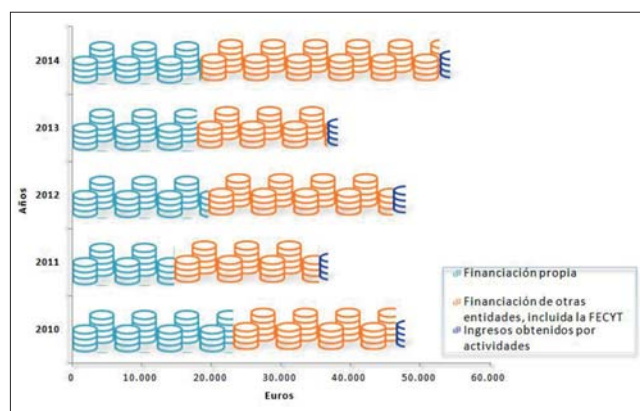 2014
2013
2012
2011
2010
Años
0
10.000
20.000
30.000
40.000
50.000
60.000
Euros
Financiación propia
Financiación de otras
entidades, incluida la FECYT
Ingresos obtenidos por
actividades